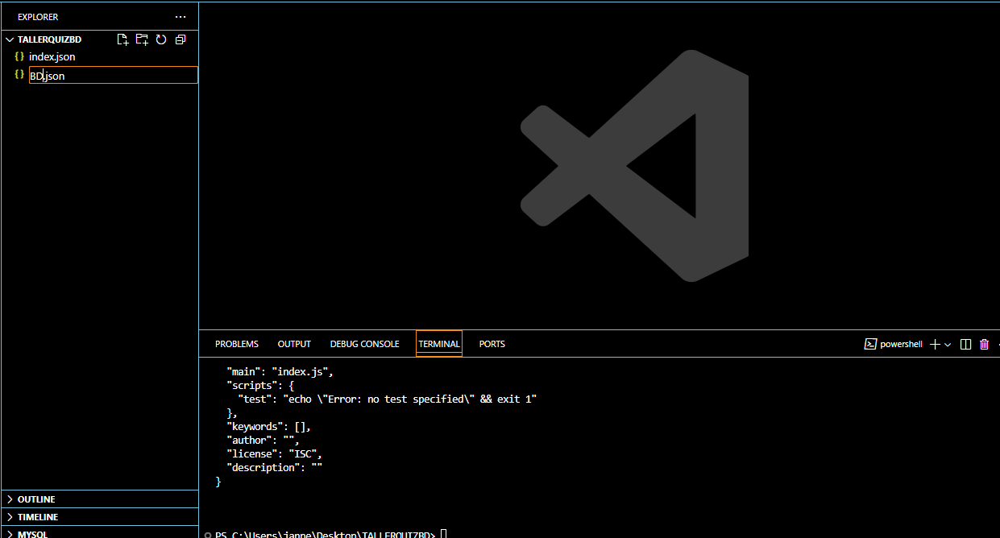 EXPLORER ...
TALLERQUIZBD
{} index.json
{} BD.json
PROBLEMS OUTPUT DEBUG CONSOLE TERMINAL PORTS powershell
"main": "index.js",
"scripts": {
"test": "echo \"Error: no test specified\" && exit 1"
},
"keywords": [],
"author": "",
"license": "ISC",
"description": ""
}
OUTLINE
TIMELINE
MYSQL
PS C:\Users\janne\Desktop\TALLERQUIZBD>